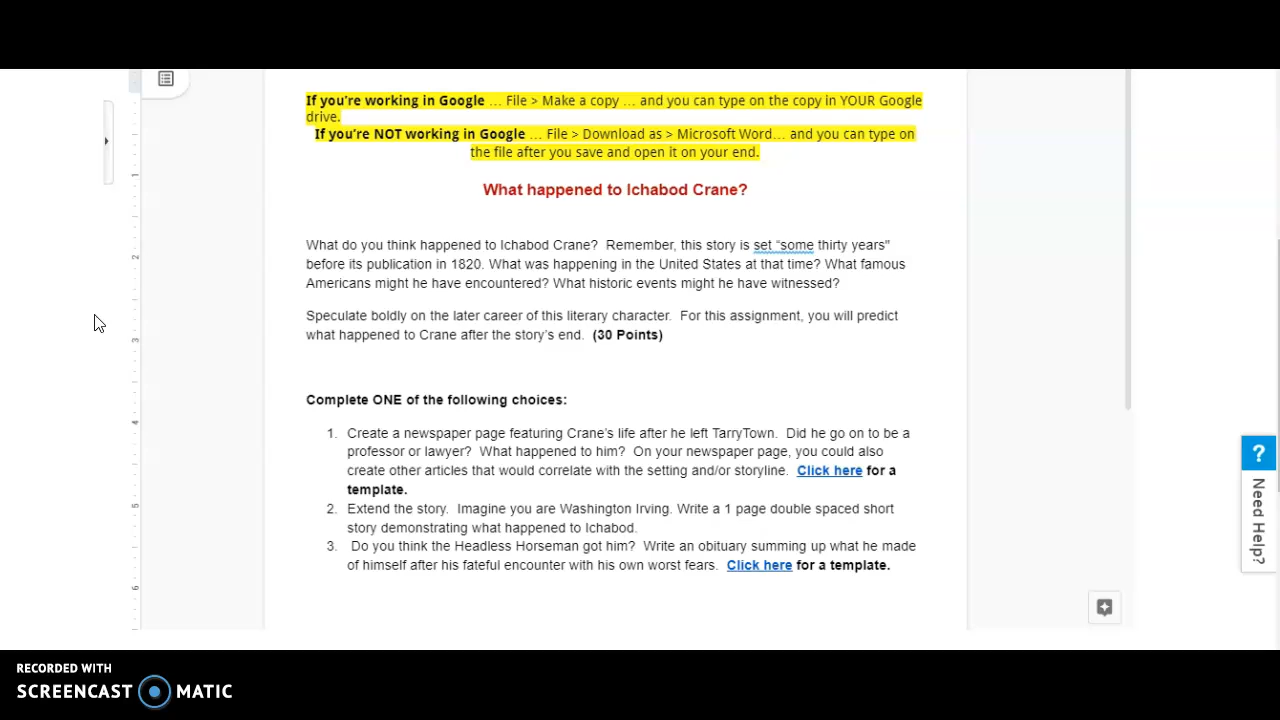 If you're working in Google ... File > Make a copy ... and you can type on the copy in YOUR Google
drive.
If you're NOT working in Google ... File > Download as > Microsoft Word... and you can type on
the file after you save and open it on your end.
What happened to Ichabod Crane?
What do you think happened to Ichabod Crane?  Remember, this story is set “some thirty years"
before its publication in 1820. What was happening in the United States at that time? What famous
Americans might he have encountered? What historic events might he have witnessed?
Speculate boldly on the later career of this literary character.  For this assignment, you will predict
what happened to Crane after the story's end.  (30 Points)
Complete ONE of the following choices:
1. Create a newspaper page featuring Crane's life after he left TarryTown.  Did he go on to be a
professor or lawyer?  What happened to him?  On your newspaper page, you could also
create other articles that would correlate with the setting and/or storyline.  Click here for a
template.
2. Extend the story.  Imagine you are Washington Irving. Write a 1 page double spaced short
story demonstrating what happened to Ichabod.
3. Do you think the Headless Horseman got him?  Write an obituary summing up what he made
of himself after his fateful encounter with his own worst fears.  Click here for a template.
1
2
3
4
5
6
?
Need Help?
RECORDED WITH
SCREENCAST MATIC